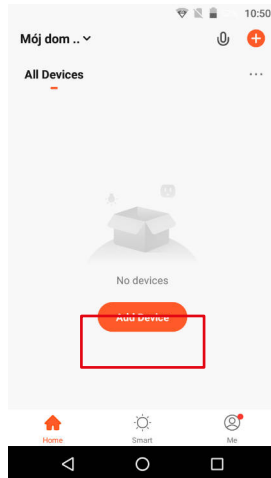 10:50
Mój dom ..
All Devices
...
No devices
Add Device
Home
Smart
Me